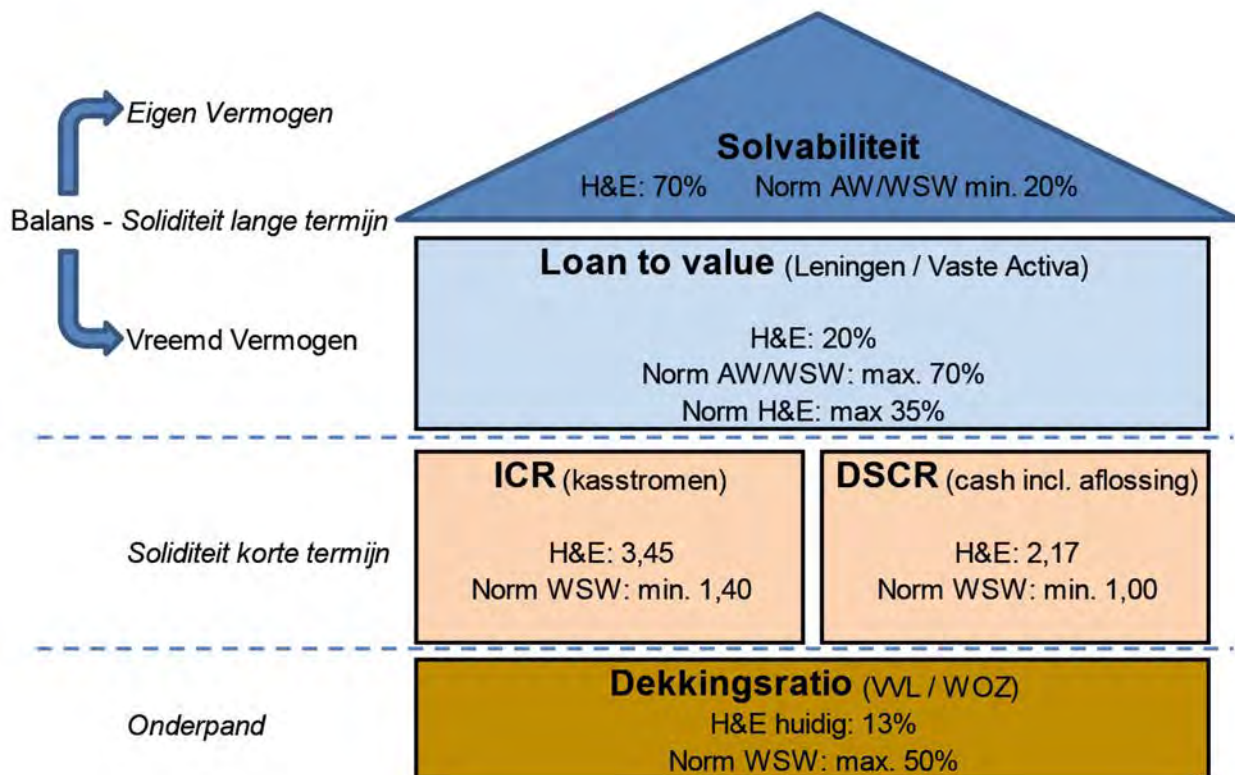 Eigen Vermogen
Balans - Soliditeit lange termijn
Vreemd Vermogen
Solvabiliteit
H&E: 70% Norm AW/WSW min. 20%
Loan to value (Leningen / Vaste Activa)
H&E: 20%
Norm AW/WSW: max. 70%
Norm H&E: max 35%
Soliditeit korte termijn
ICR (kasstromen)
H&E: 3,45
Norm WSW: min. 1,40
DSCR (cash incl. aflossing)
H&E: 2,17
Norm WSW: min. 1,00
Onderpand
Dekkingsratio (VVL / WOZ)
H&E huidig: 13%
Norm WSW: max. 50%